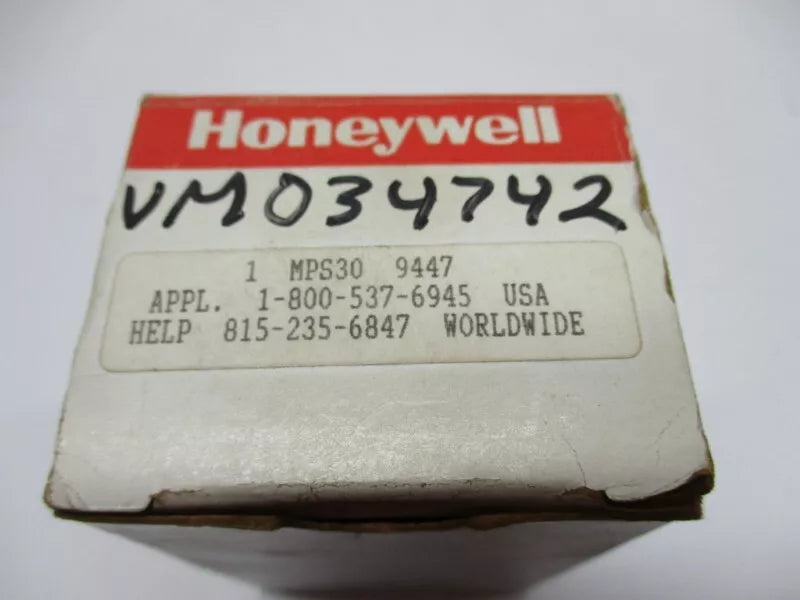 Honeywell
VM034742
1 MPS30 9447
APPL. 1-800-537-6945 USA
HELP 815-235-6847 WORLDWIDE